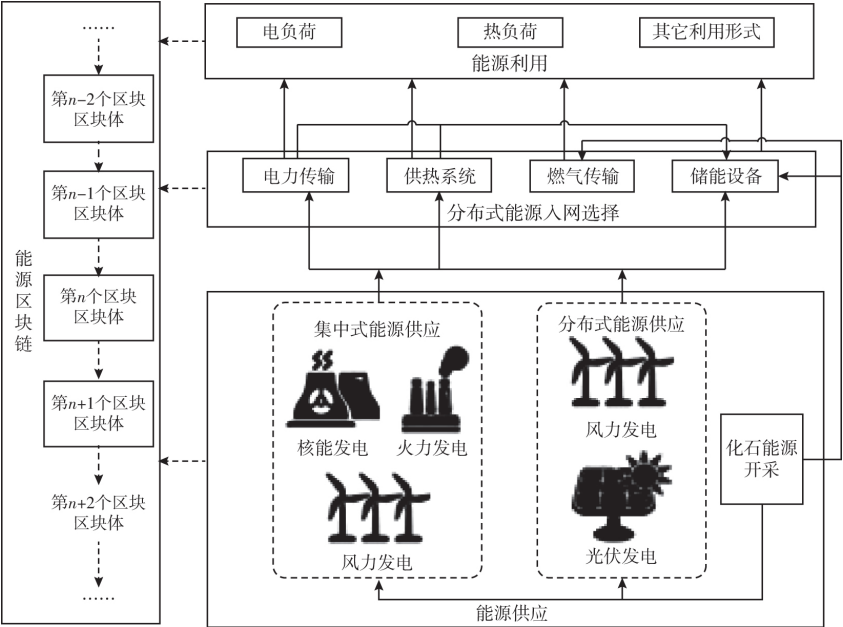 ……
第n−2个区块
区块体
第n−1个区块
区块体
第n个区块
区块体
第n+1个区块
区块体
第n+2个区块
区块体
……
能源区块链
电负荷
热负荷
其它利用形式
能源利用
电力传输
供热系统
燃气传输
储能设备
分布式能源入网选择
集中式能源供应
核能发电
火力发电
风力发电
分布式能源供应
风力发电
光伏发电
化石能源
开采
能源供应